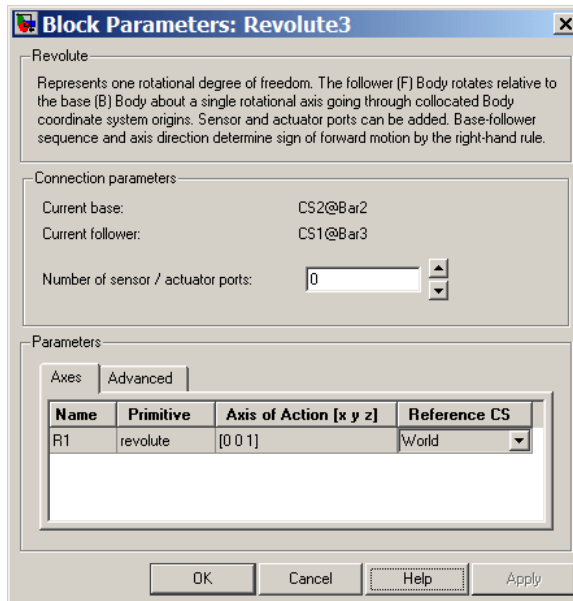 Block Parameters: Revolute3
Revolute
Represents one rotational degree of freedom. The follower (F) Body rotates relative to
the base (B) Body about a single rotational axis going through collocated Body
coordinate system origins. Sensor and actuator ports can be added. Base-follower
sequence and axis direction determine sign of forward motion by the right-hand rule.
Connection parameters
Current base: CS2@Bar2
Current follower: CS1@Bar3
Number of sensor / actuator ports: 0
Parameters
Axes Advanced
Name Primitive Axis of Action [x y z] Reference CS
R1 revolute [0 0 1] World
OK Cancel Help Apply